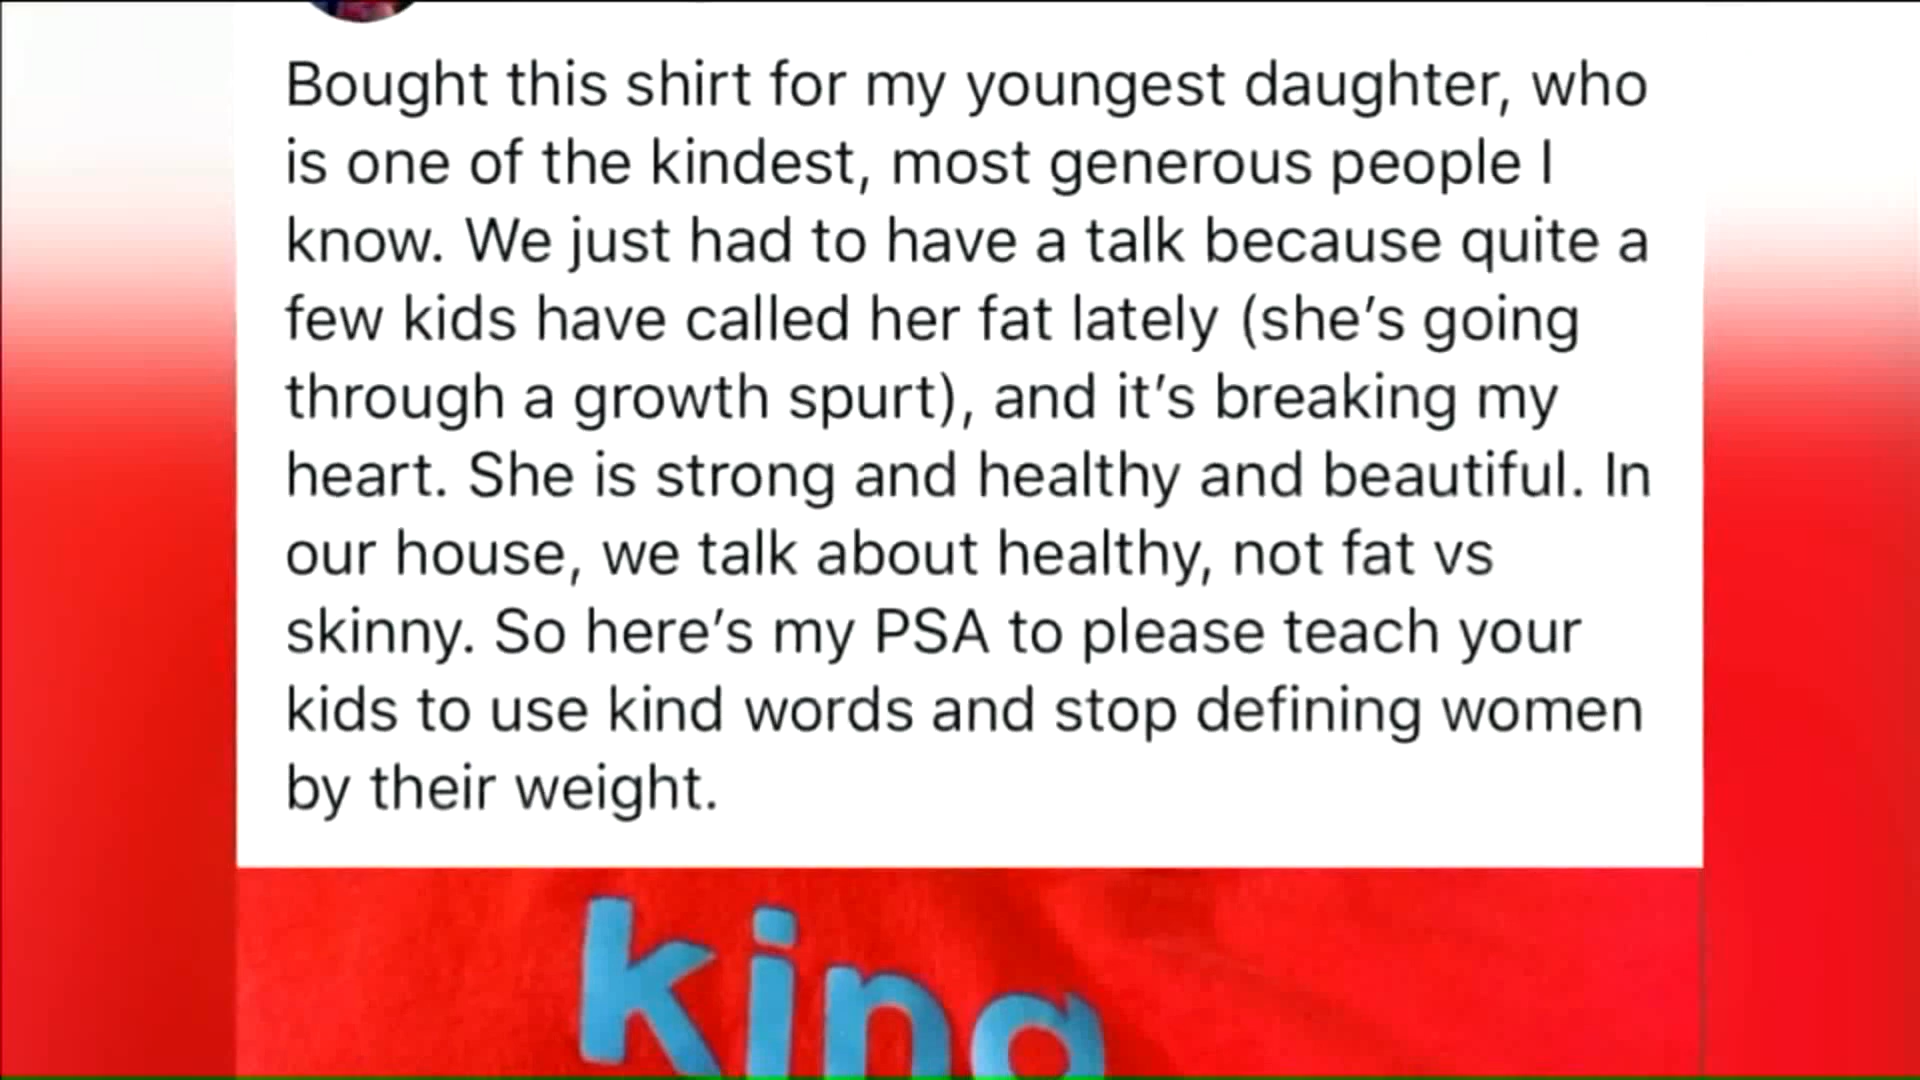 Bought this shirt for my youngest daughter, who
is one of the kindest, most generous people I
know. We just had to have a talk because quite a
few kids have called her fat lately (she’s going
through a growth spurt), and it’s breaking my
heart. She is strong and healthy and beautiful. In
our house, we talk about healthy, not fat vs
skinny. So here’s my PSA to please teach your
kids to use kind words and stop defining women
by their weight.